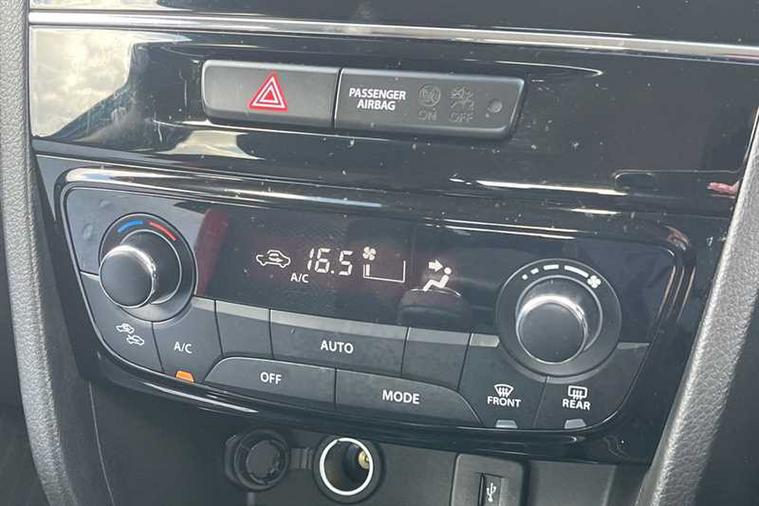 PASSENGER
AIRBAG
ON OFF
16.5
A/C
A/C
AUTO
OFF
MODE
FRONT
REAR